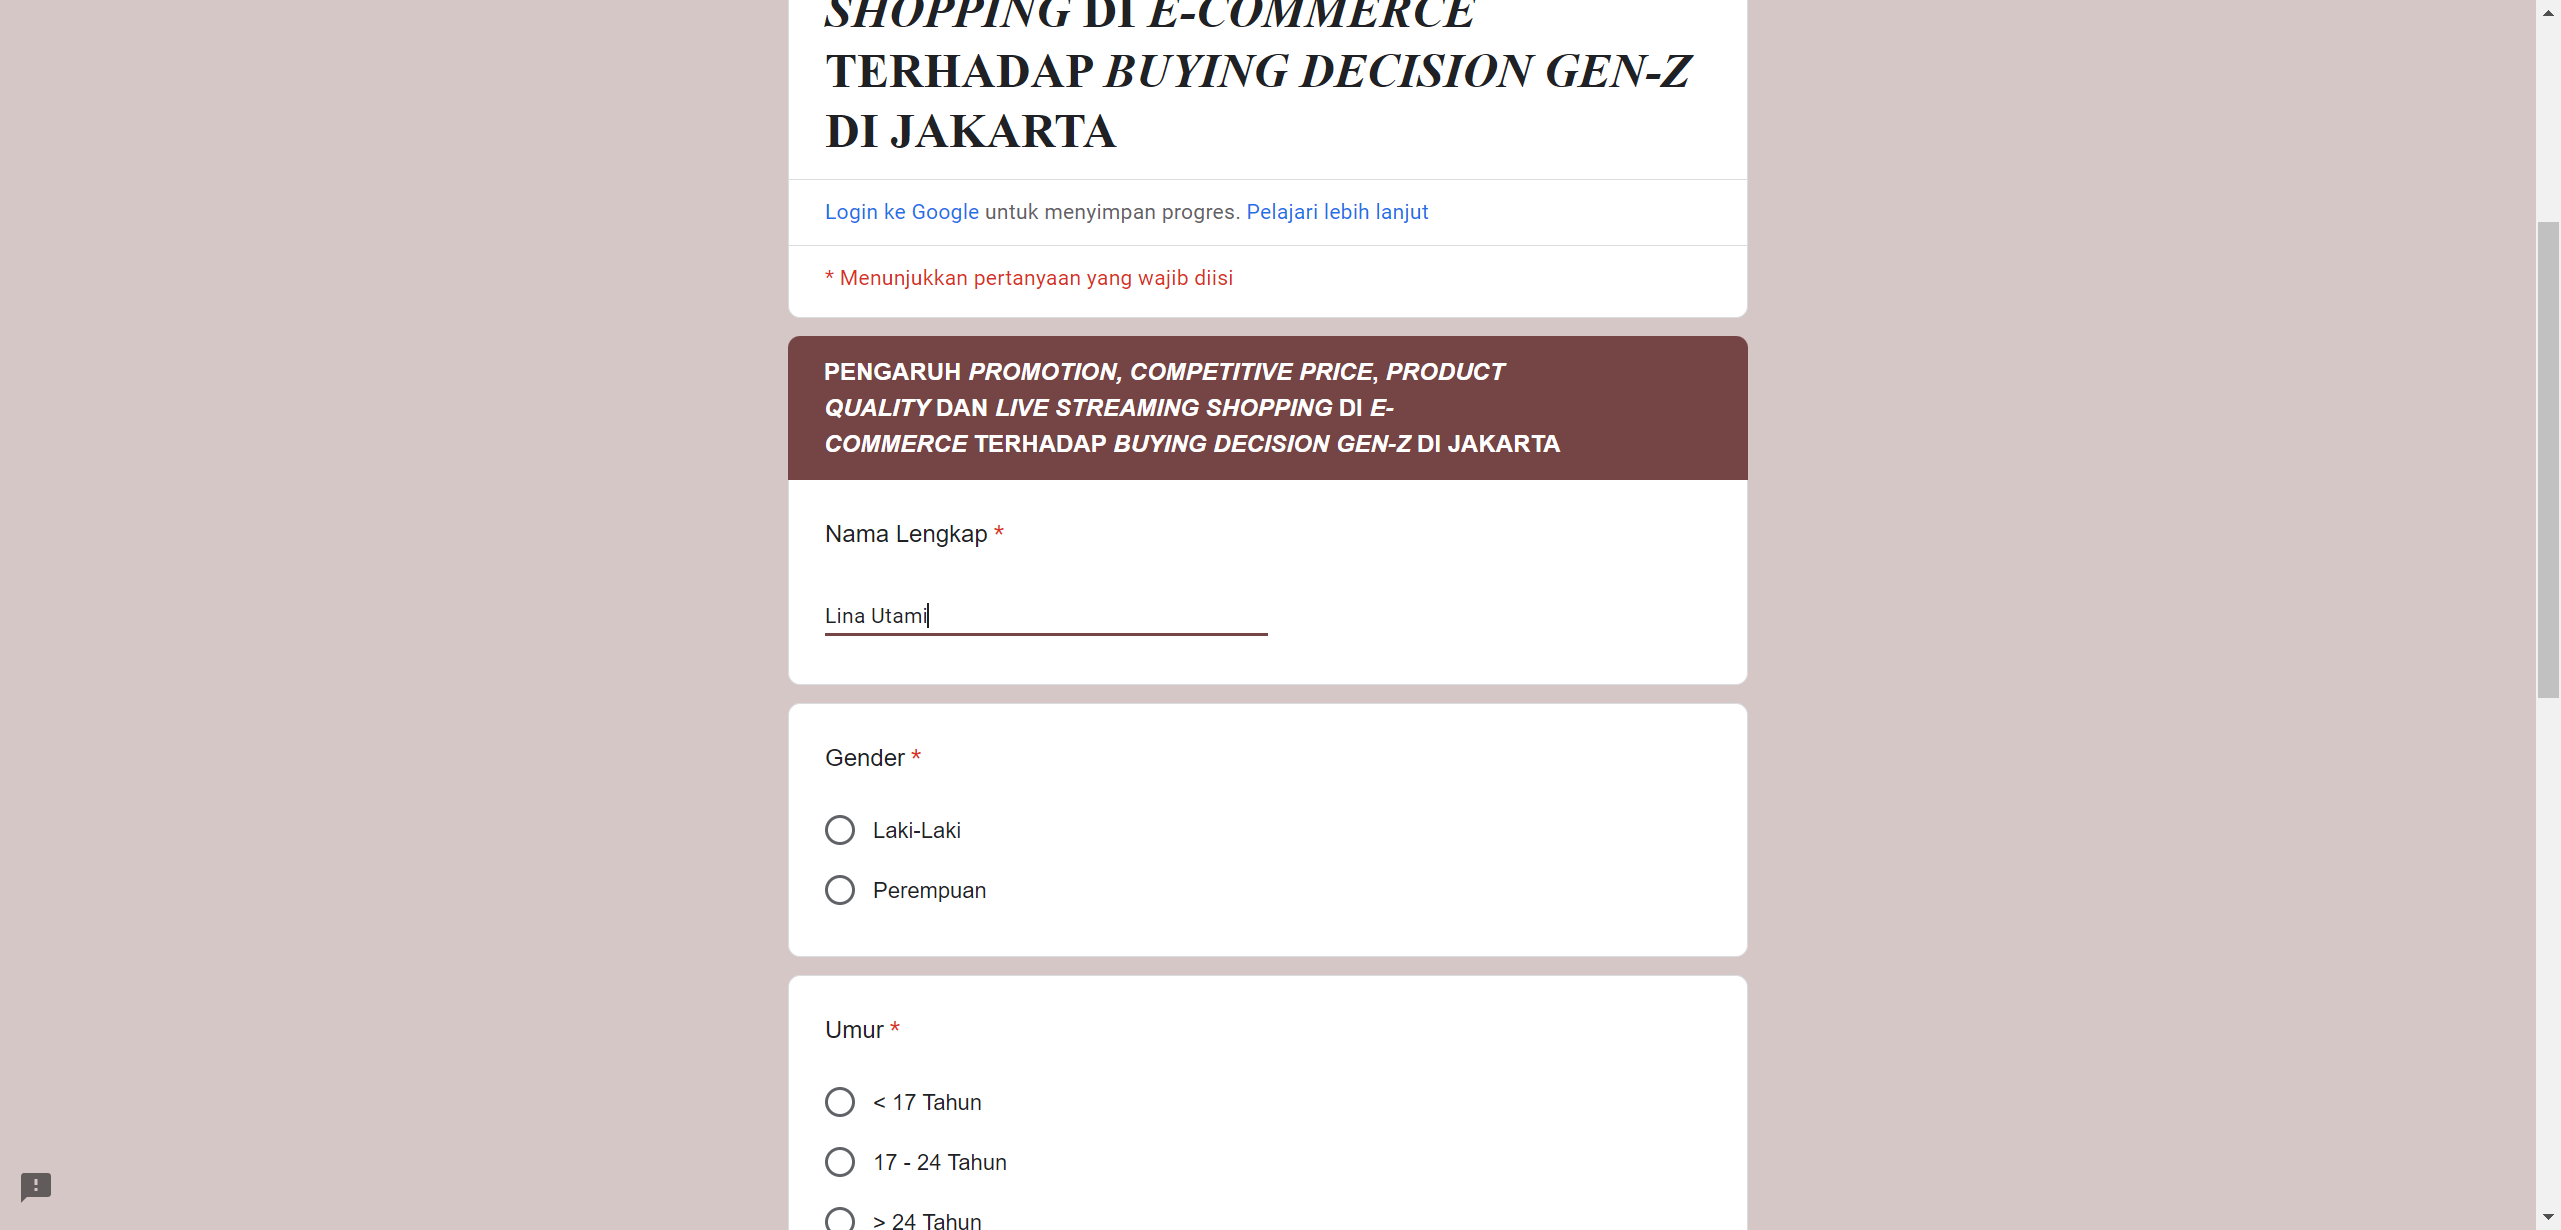 SHOPPING DI E-COMMERCE
TERHADAP BUYING DECISION GEN-Z
DI JAKARTA
Login ke Google untuk menyimpan progres. Pelajari lebih lanjut
* Menunjukkan pertanyaan yang wajib diisi
PENGARUH PROMOTION, COMPETITIVE PRICE, PRODUCT
QUALITY DAN LIVE STREAMING SHOPPING DI E-
COMMERCE TERHADAP BUYING DECISION GEN-Z DI JAKARTA
Nama Lengkap *
Lina Utami
Gender *
Laki-Laki
Perempuan
Umur *
< 17 Tahun
17 - 24 Tahun
> 24 Tahun